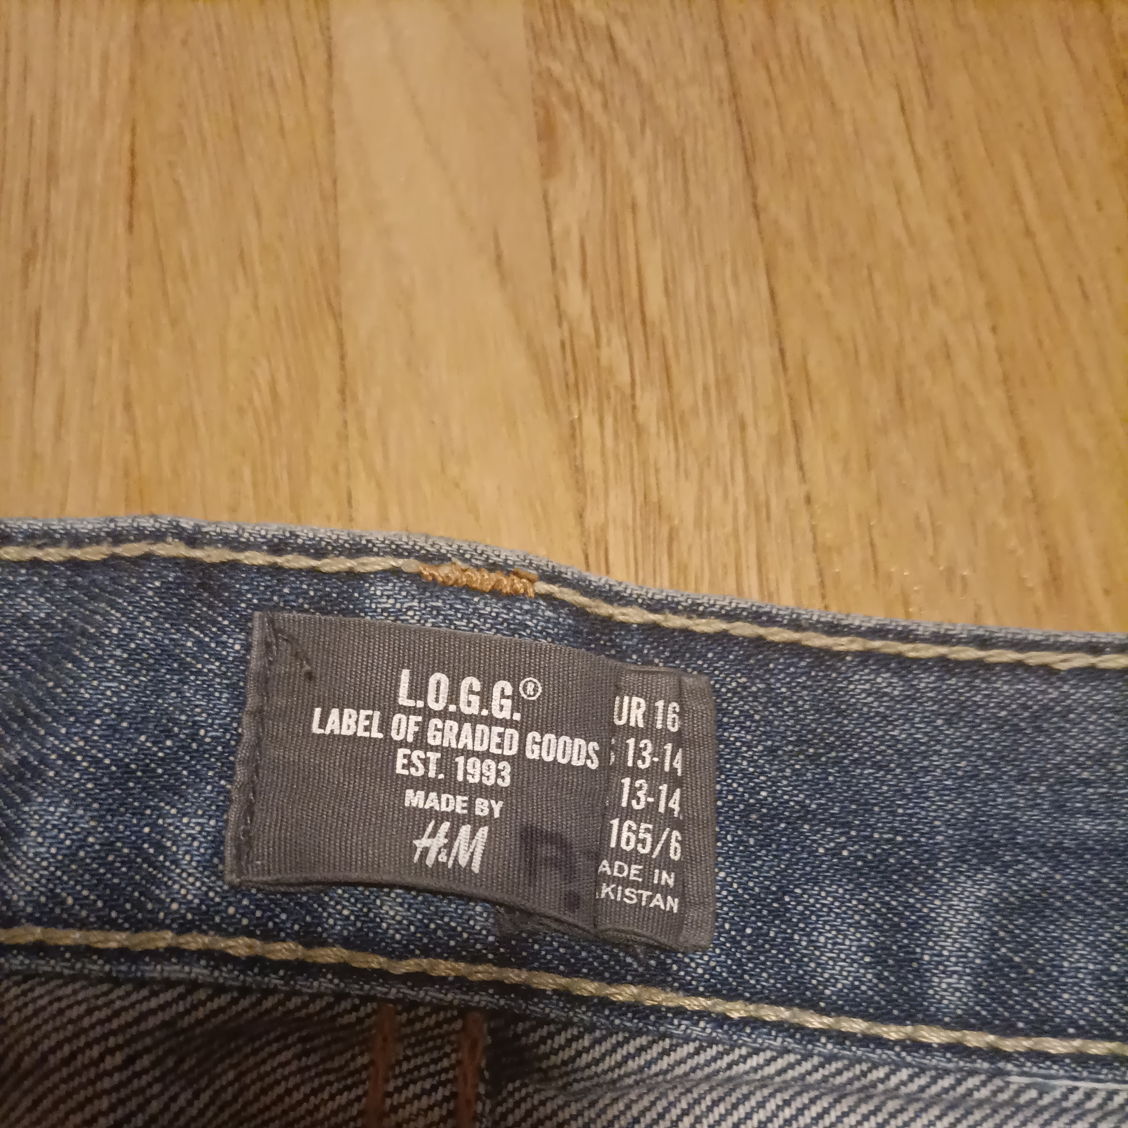 L.O.G.G.®
LABEL OF GRADED GOODS
EST. 1993
MADE BY
H&M
UR 16
13-14
13-14
165/6
ADE IN
KISTAN